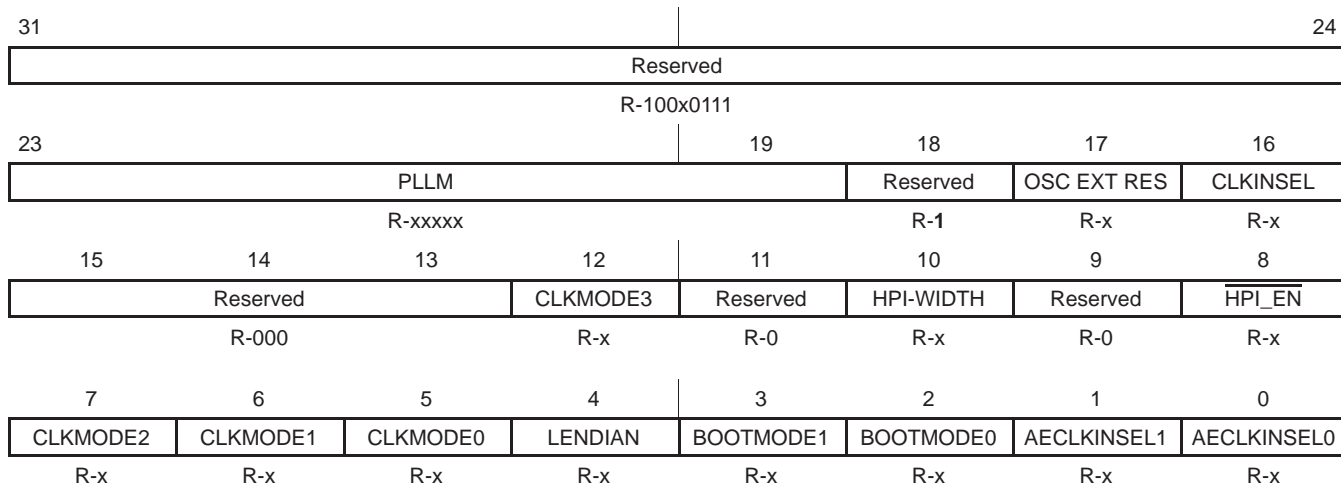 31 24
Reserved
R-100x0111
23 19 18 17 16
PLLM Reserved OSC EXT RES CLKINSEL
R-xxxxx R-1 R-x R-x
15 14 13 12 11 10 9 8
Reserved CLKMODE3 Reserved HPI-WIDTH Reserved HPI_EN
R-000 R-x R-0 R-x R-0 R-x
7 6 5 4 3 2 1 0
CLKMODE2 CLKMODE1 CLKMODE0 LENDIAN BOOTMODE1 BOOTMODE0 AECLKINSEL1 AECLKINSEL0
R-x R-x R-x R-x R-x R-x R-x R-x